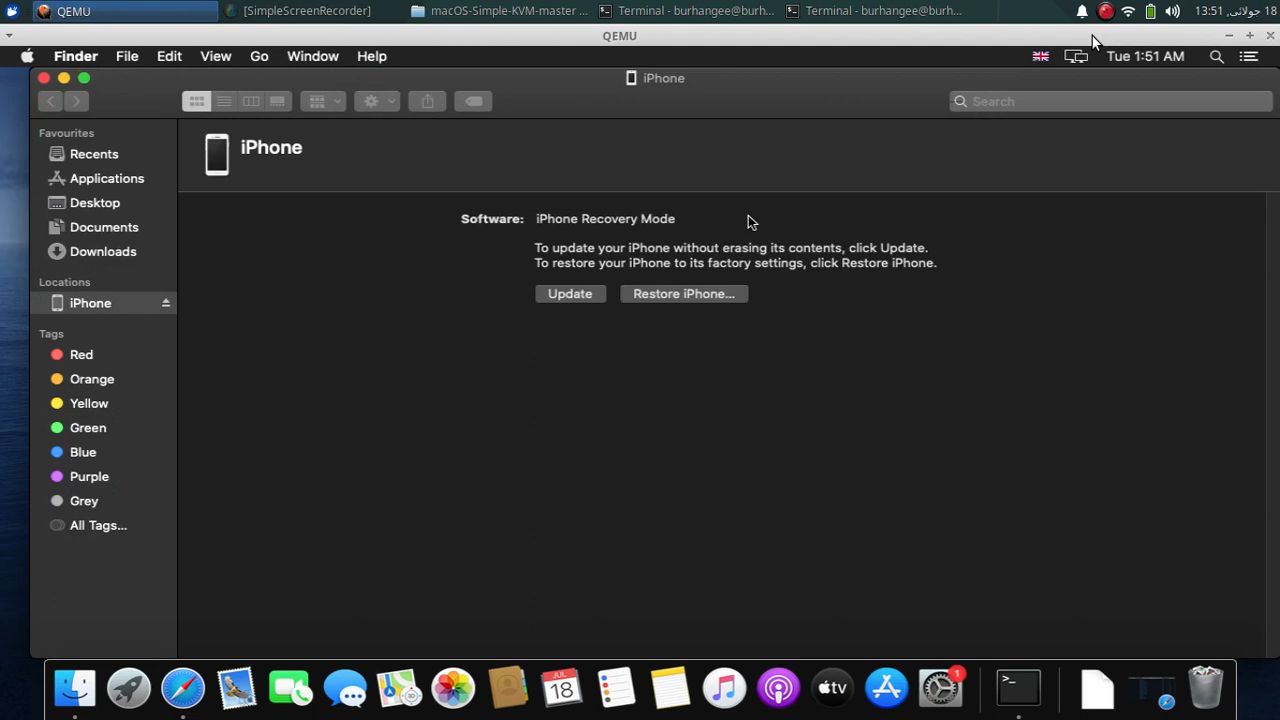 QEMU
[SimpleScreenRecorder]
macOS-Simple-KVM-master ...
Terminal - burhangee@burh...
Terminal - burhangee@burh...
13:51 ,18 جولائی
QEMU
Finder File Edit View Go Window Help
Tue 1:51 AM
iPhone
Search
Favourites
Recents
Applications
Desktop
Documents
Downloads
Locations
iPhone
Tags
Red
Orange
Yellow
Green
Blue
Purple
Grey
All Tags...
iPhone
Software: iPhone Recovery Mode
To update your iPhone without erasing its contents, click Update.
To restore your iPhone to its factory settings, click Restore iPhone.
Update Restore iPhone...
JUL
18
tv
1
>_